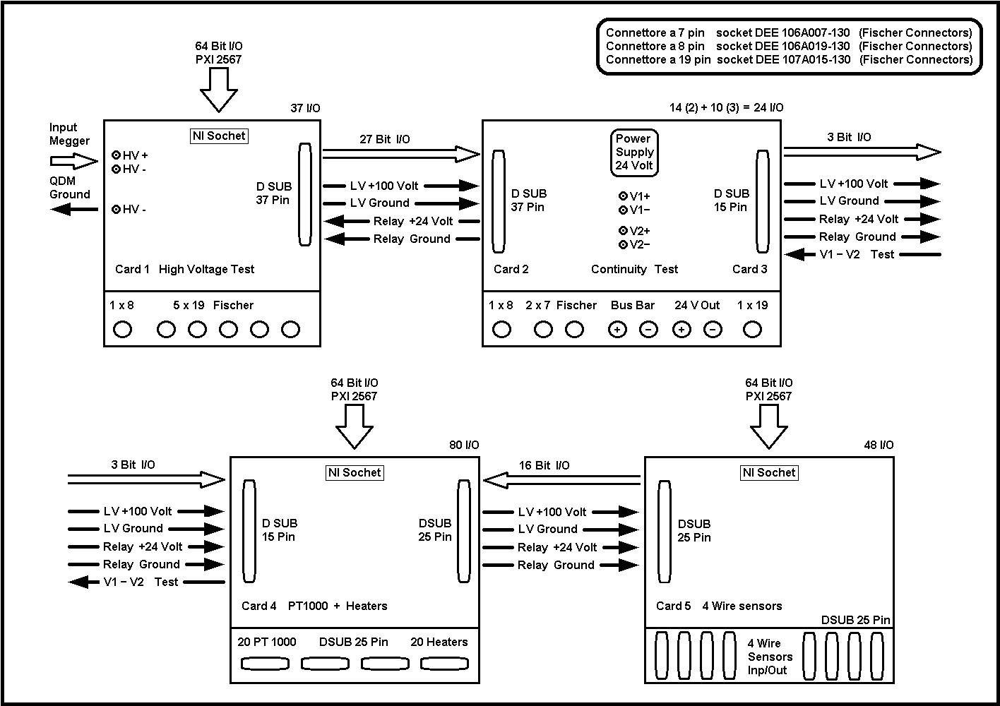 Connettore a 7 pin socket DEE 106A007-130 (Fischer Connectors)
Connettore a 8 pin socket DEE 106A019-130 (Fischer Connectors)
Connettore a 19 pin socket DEE 107A015-130 (Fischer Connectors)
64 Bit I/O
PXI 2567
37 I/O
Input
Megger
QDM
Ground
NI Sochet
HV +
HV -
HV -
D SUB
37 Pin
Card 1 High Voltage Test
1 x 8
5 x 19 Fischer
27 Bit I/O
LV +100 Volt
LV Ground
Relay +24 Volt
Relay Ground
14 (2) + 10 (3) = 24 I/O
Power
Supply
24 Volt
D SUB
37 Pin
V1+
V1−
V2+
V2−
D SUB
15 Pin
Card 2
Continuity Test
Card 3
1 x 8
2 x 7 Fischer
Bus Bar
24 V Out
1 x 19
+
−
+
−
3 Bit I/O
LV +100 Volt
LV Ground
Relay +24 Volt
Relay Ground
V1 − V2 Test
64 Bit I/O
PXI 2567
80 I/O
3 Bit I/O
LV +100 Volt
LV Ground
Relay +24 Volt
Relay Ground
V1 − V2 Test
NI Sochet
D SUB
15 Pin
DSUB
25 Pin
Card 4 PT1000 + Heaters
20 PT 1000
DSUB 25 Pin
20 Heaters
16 Bit I/O
LV +100 Volt
LV Ground
Relay +24 Volt
Relay Ground
64 Bit I/O
PXI 2567
48 I/O
NI Sochet
DSUB
25 Pin
Card 5 4 Wire sensors
DSUB 25 Pin
4 Wire
Sensors
Inp/Out